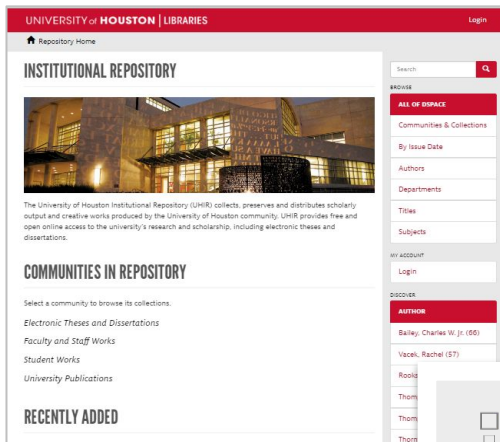 UNIVERSITY of HOUSTON | LIBRARIES
Login
Repository Home
INSTITUTIONAL REPOSITORY
The University of Houston Institutional Repository (UHIR) collects, preserves and distributes scholarly
output and creative works produced by the University of Houston community. UHIR provides free and
open online access to the university's research and scholarship, including electronic theses and
dissertations.
COMMUNITIES IN REPOSITORY
Select a community to browse its collections.
Electronic Theses and Dissertations
Faculty and Staff Works
Student Works
University Publications
RECENTLY ADDED
Search
BROWSE
ALL OF DSPACE
Communities & Collections
By Issue Date
Authors
Departments
Titles
Subjects
MY ACCOUNT
Login
DISCOVER
AUTHOR
Bailey, Charles W. Jr. (66)
Vacek, Rachel (57)
Rooks
Thom
Thom
Thorn